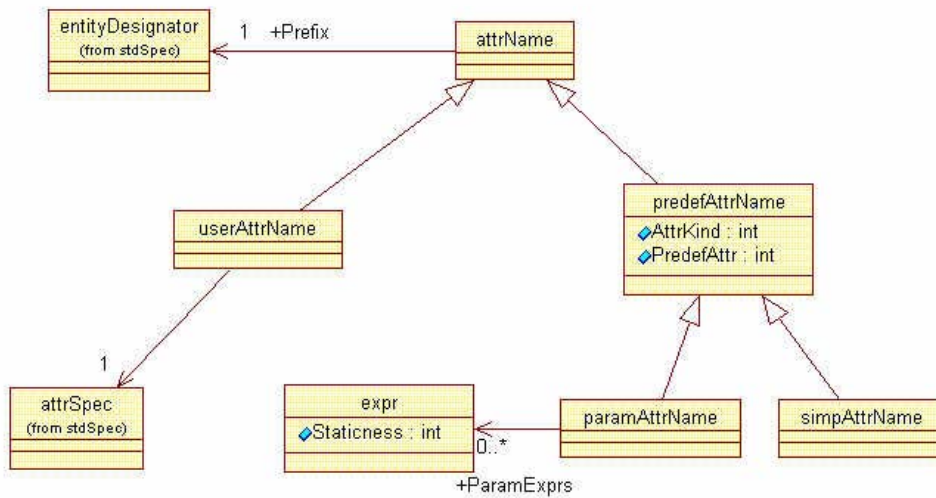 entityDesignator
(from stdSpec)
1 +Prefix
attrName
userAttrName
predefAttrName
AttrKind : int
PredefAttr : int
1
attrSpec
(from stdSpec)
expr
Staticness : int
0..*
+ParamExprs
paramAttrName
simpAttrName